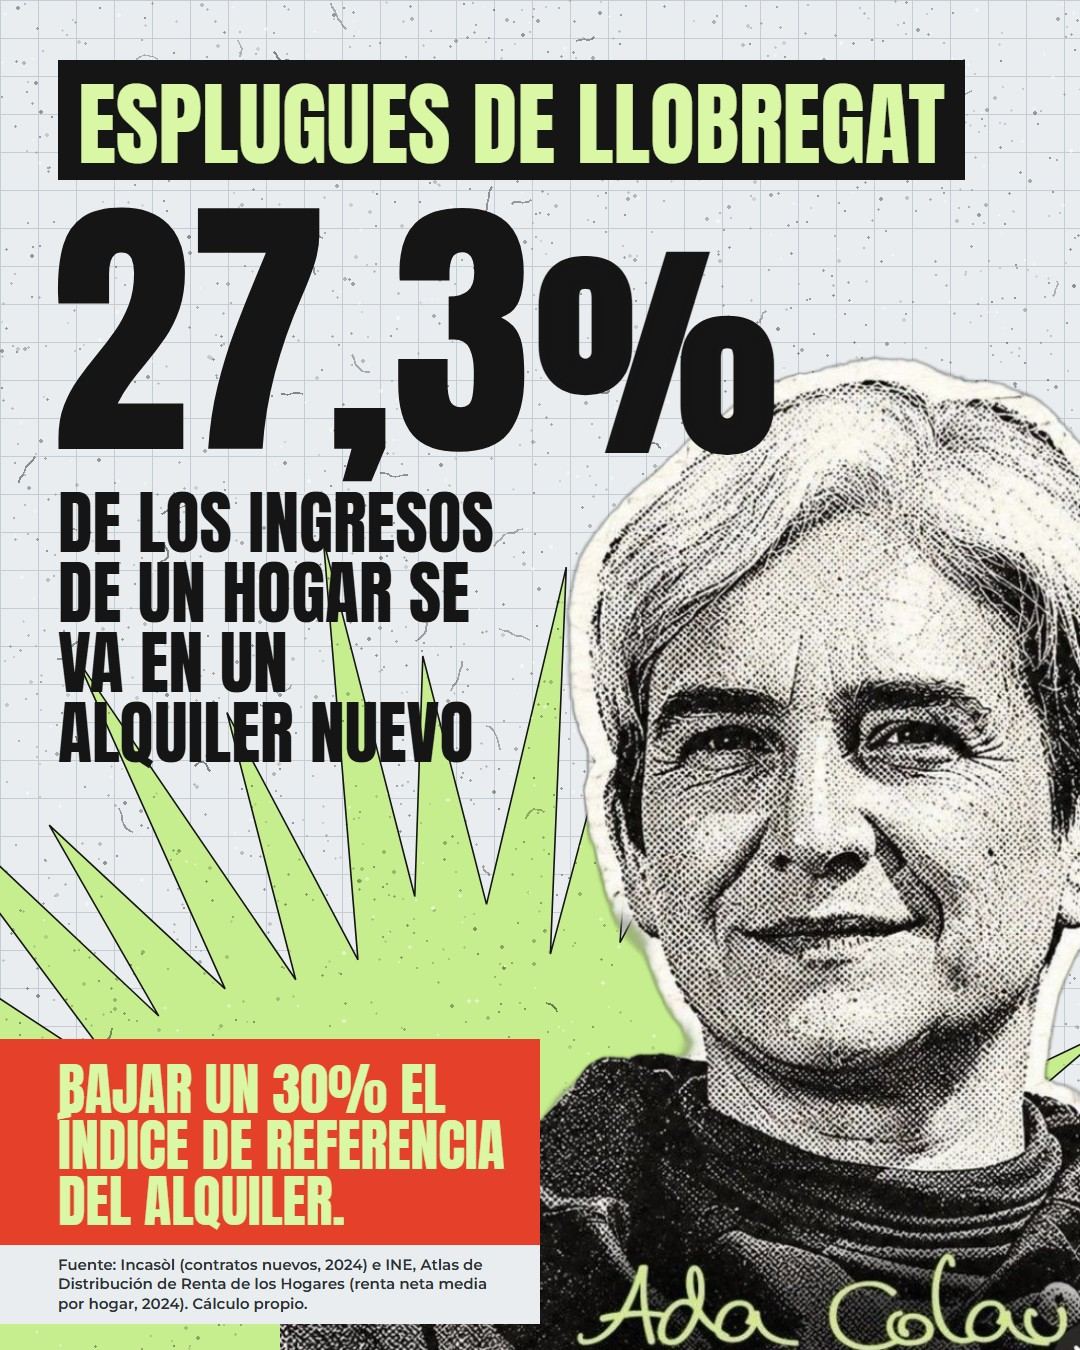 ESPLUGUES DE LLOBREGAT
27,3%
DE LOS INGRESOS
DE UN HOGAR SE
VA EN UN
ALQUILER NUEVO
BAJAR UN 30% EL
ÍNDICE DE REFERENCIA
DEL ALQUILER.
Fuente: Incasòl (contratos nuevos, 2024) e INE, Atlas de
Distribución de Renta de los Hogares (renta neta media
por hogar, 2024). Cálculo propio.
Ada Colau